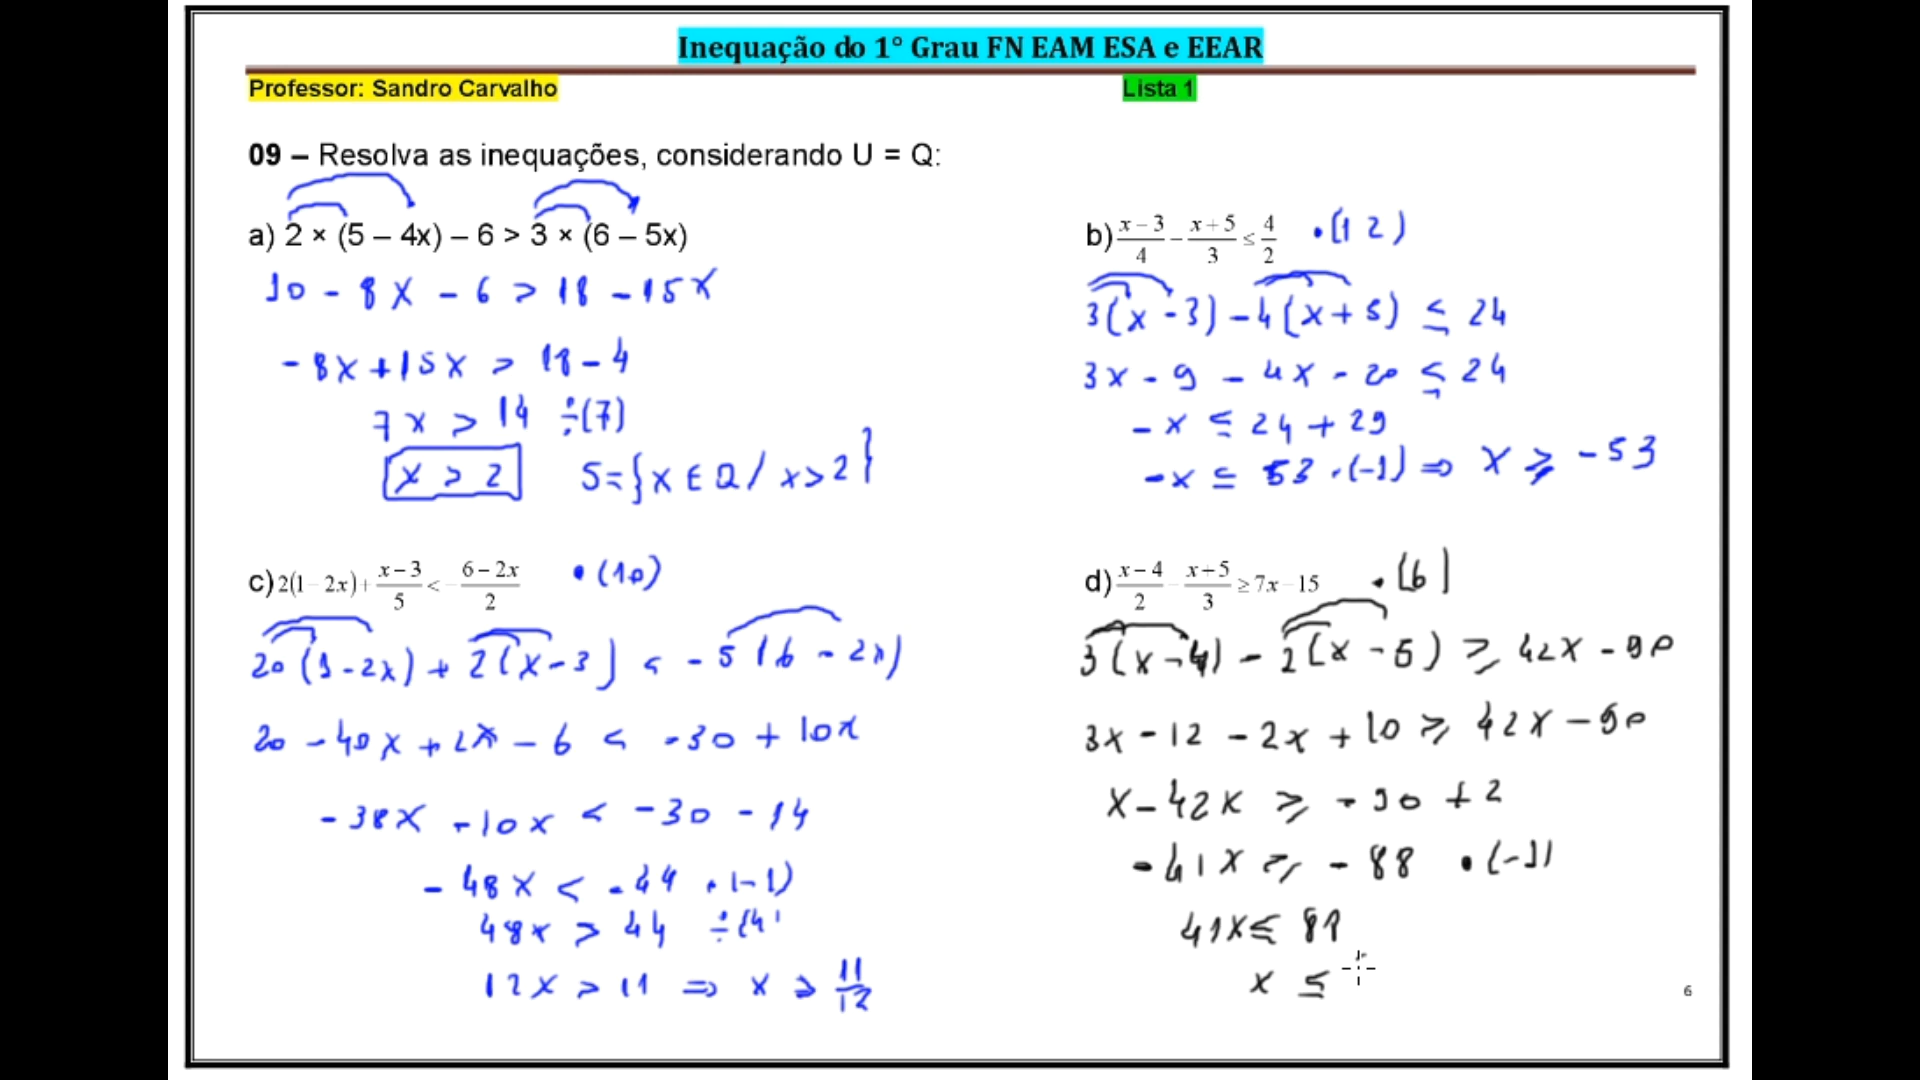 Inequação do 1° Grau FN EAM ESA e EEAR
Professor: Sandro Carvalho
Lista 1
09 – Resolva as inequações, considerando U = Q:
a) 2 × (5 – 4x) – 6 > 3 × (6 – 5x)
10 - 8x - 6 > 18 - 15x
-8x + 15x > 18 - 4
7x > 14 ÷(7)
x > 2 S={x ∈ Q / x > 2}
b) (x – 3)/4 – (x + 5)/3 ≤ 4/2 •(12)
3(x - 3) - 4(x + 5) ≤ 24
3x - 9 - 4x - 20 ≤ 24
-x ≤ 24 + 29
-x ≤ 53 .(-1) ⇒ x ≥ -53
c) 2(1 – 2x) + (x – 3)/5 < – (6 – 2x)/2 •(10)
20(1 - 2x) + 2(x - 3) < -5(6 - 2x)
20 - 40x + 2x - 6 < -30 + 10x
-38x - 10x < -30 - 14
-48x < -44 .(-1)
48x > 44 ÷(4
12x > 11 ⇒ x > 11/12
d) (x – 4)/2 – (x + 5)/3 ≥ 7x – 15 •(6)
3(x - 4) - 2(x - 5) ≥ 42x - 90
3x - 12 - 2x + 10 ≥ 42x - 90
x - 42x ≥ -90 + 2
-41x ≥ -88 •(-1)
41x ≤ 88
x ≤
6